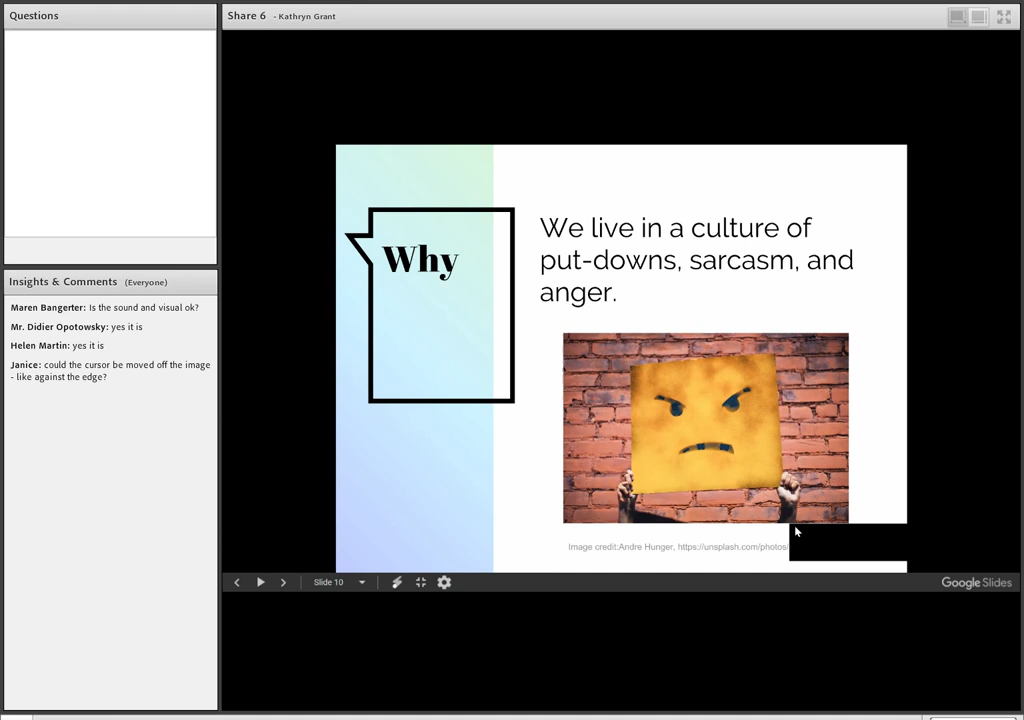 Questions
Share 6 - Kathryn Grant
Insights & Comments (Everyone)
Maren Bangerter: Is the sound and visual ok?
Mr. Didier Opotowsky: yes it is
Helen Martin: yes it is
Janice: could the cursor be moved off the image
- like against the edge?
Why
We live in a culture of
put-downs, sarcasm, and
anger.
Image credit:Andre Hunger, https://unsplash.com/photos/
Slide 10
Google Slides